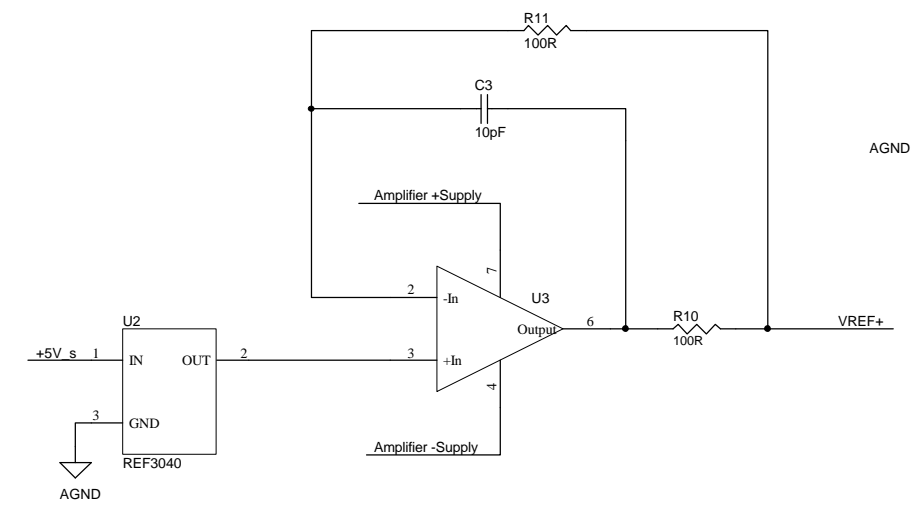 R11
100R
C3
10pF
AGND
Amplifier +Supply
7
2
-In
U3
U2
Output
6
R10
100R
VREF+
+5V_s
1
IN
OUT
2
3
+In
4
3
GND
Amplifier -Supply
REF3040
AGND